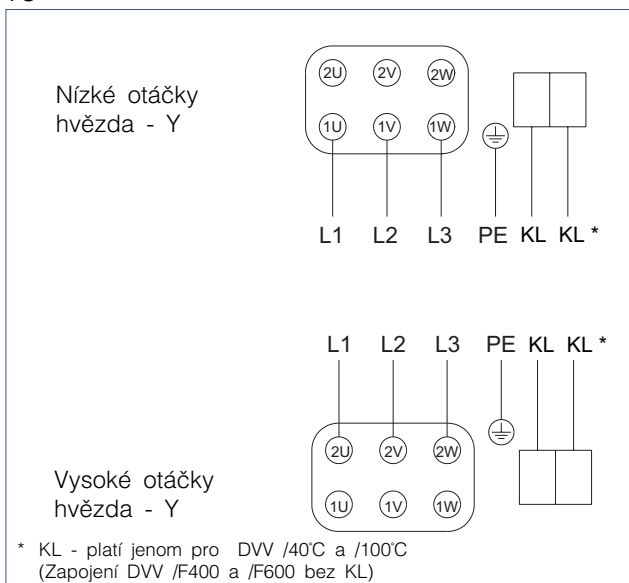 Nízké otáčky
hvězda - Y
2U 2V 2W
1U 1V 1W
L1 L2 L3 PE KL KL *
L1 L2 L3 PE KL KL *
2U 2V 2W
1U 1V 1W
Vysoké otáčky
hvězda - Y
* KL - platí jenom pro DVV /40°C a /100°C
(Zapojení DVV /F400 a /F600 bez KL)